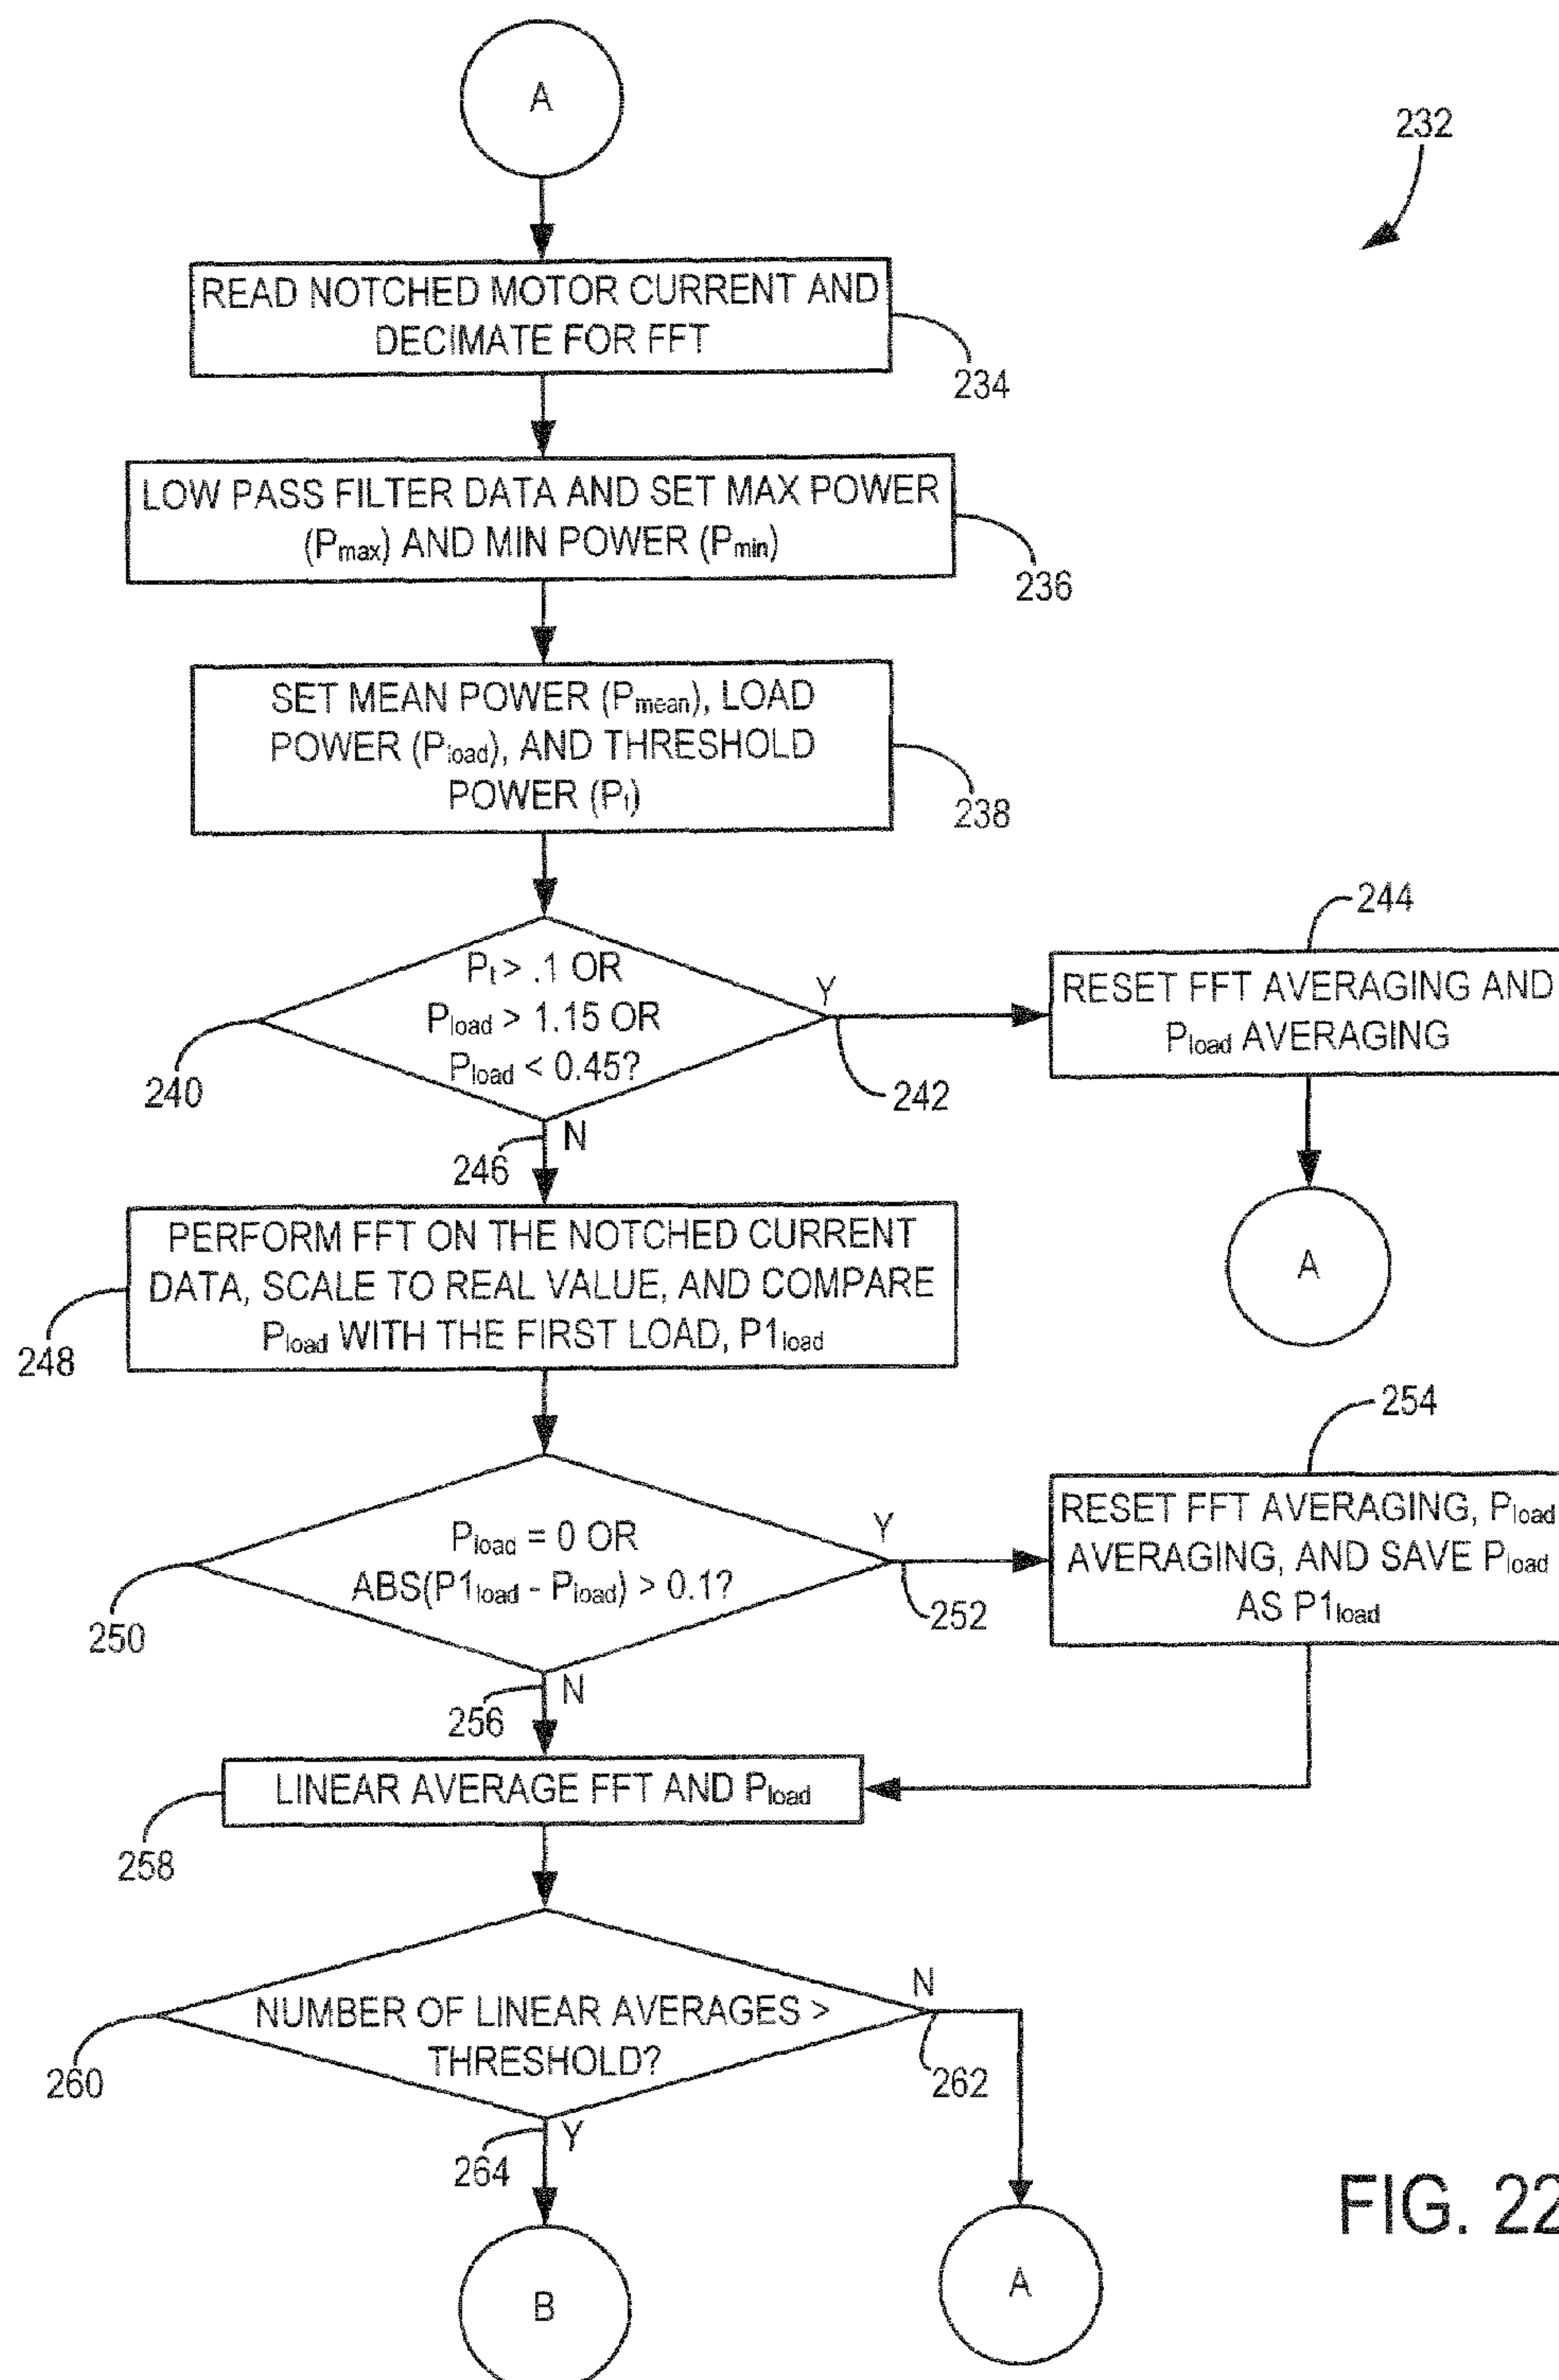 A
232
READ NOTCHED MOTOR CURRENT AND
DECIMATE FOR FFT
234
LOW PASS FILTER DATA AND SET MAX POWER
(Pmax) AND MIN POWER (Pmin)
236
SET MEAN POWER (Pmean), LOAD
POWER (Pload), AND THRESHOLD
POWER (Pt)
238
Pt > .1 OR
Pload > 1.15 OR
Pload < 0.45?
240
Y
242
244
RESET FFT AVERAGING AND
Pload AVERAGING
A
246
N
PERFORM FFT ON THE NOTCHED CURRENT
DATA, SCALE TO REAL VALUE, AND COMPARE
Pload WITH THE FIRST LOAD, P1load
248
Pload = 0 OR
ABS(P1load - Pload) > 0.1?
250
Y
252
254
RESET FFT AVERAGING, Pload
AVERAGING, AND SAVE Pload
AS P1load
256
N
LINEAR AVERAGE FFT AND Pload
258
NUMBER OF LINEAR AVERAGES >
THRESHOLD?
260
N
262
264
Y
B
A
FIG. 22